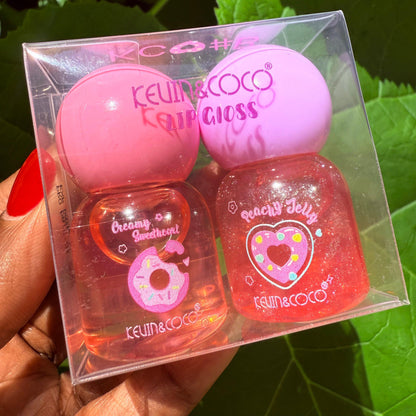 KEVIN&COCO®
LIP GLOSS
Creamy
Sweetheart
KEVIN&COCO®
Peachy Jelly
KEVIN&COCO®